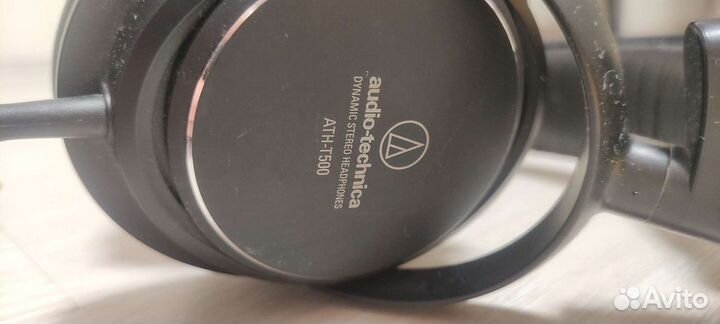 audio-technica
DYNAMIC STEREO HEADPHONES
ATH-T500
Avito